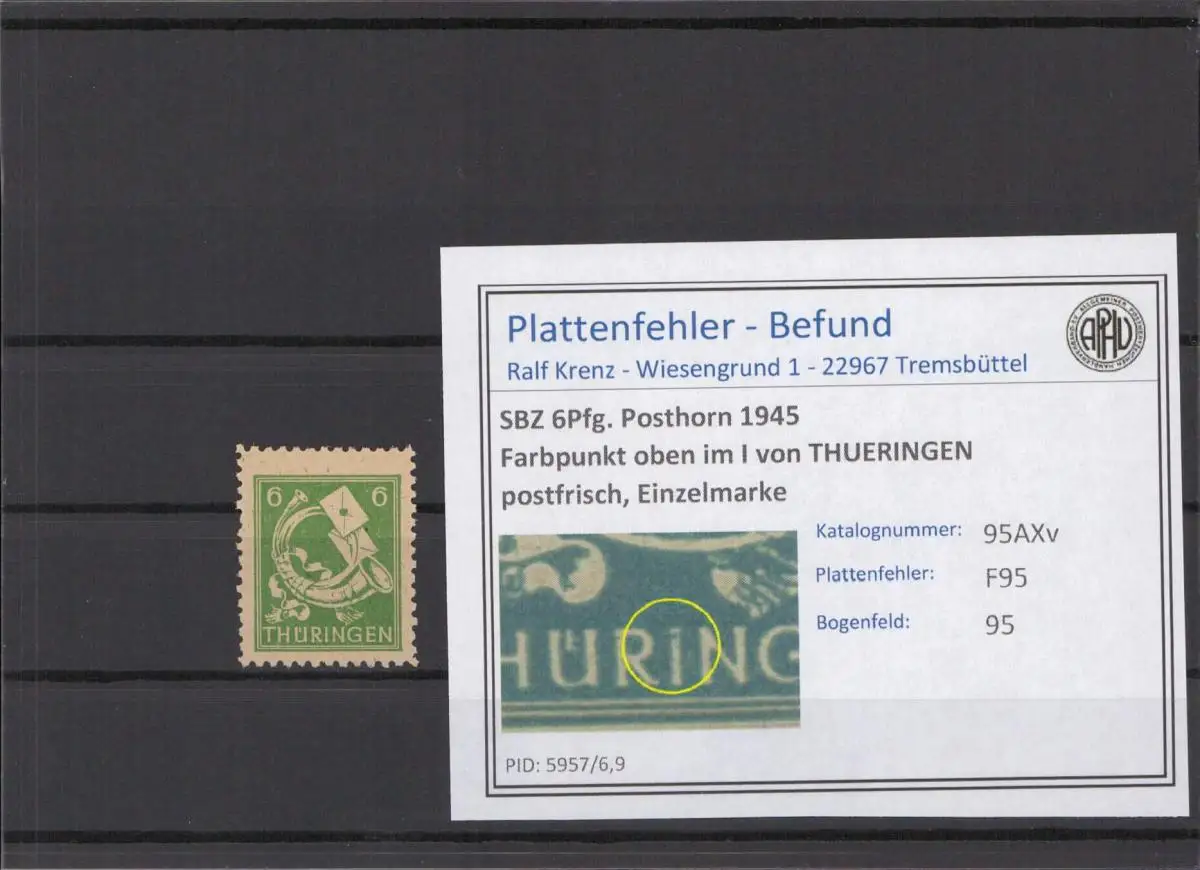 6 6
THÜRINGEN
Plattenfehler - Befund
Ralf Krenz - Wiesengrund 1 - 22967 Tremsbüttel
APHV
SBZ 6Pfg. Posthorn 1945
Farbpunkt oben im I von THUERINGEN
postfrisch, Einzelmarke
HÜRING
Katalognummer: 95AXv
Plattenfehler: F95
Bogenfeld: 95
PID: 5957/6,9